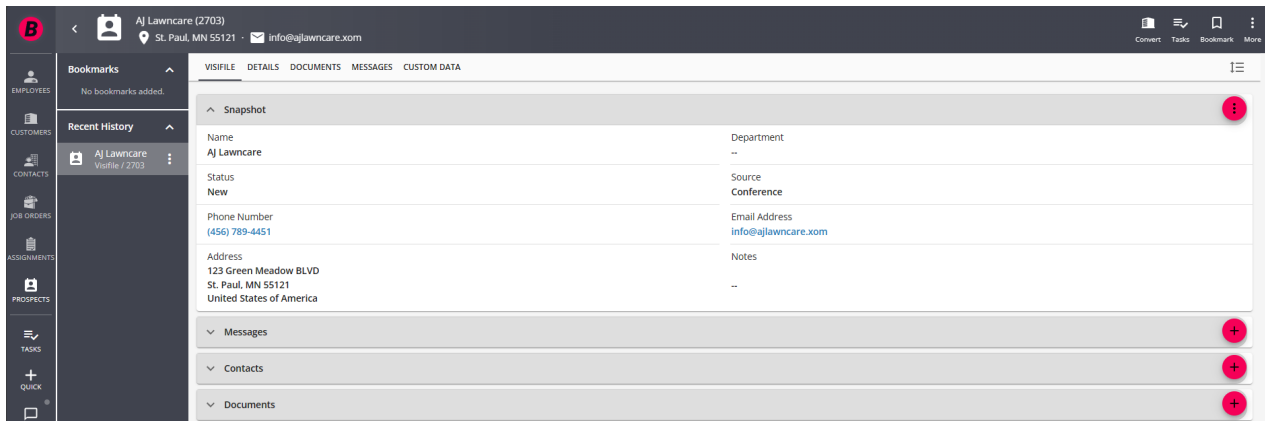 B
AJ Lawncare (2703)
St. Paul, MN 55121 · info@ajlawncare.xom
Convert
Tasks
Bookmark
More
EMPLOYEES
CUSTOMERS
CONTACTS
JOB ORDERS
ASSIGNMENTS
PROSPECTS
TASKS
QUICK
Bookmarks
No bookmarks added.
Recent History
AJ Lawncare
Visifile / 2703
VISIFILE DETAILS DOCUMENTS MESSAGES CUSTOM DATA
Snapshot
Name
AJ Lawncare
Department
--
Status
New
Source
Conference
Phone Number
(456) 789-4451
Email Address
info@ajlawncare.xom
Address
123 Green Meadow BLVD
St. Paul, MN 55121
United States of America
Notes
--
Messages
Contacts
Documents